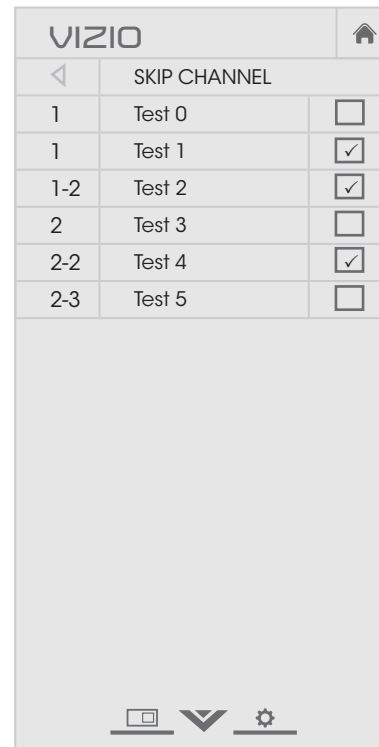 VIZIO
SKIP CHANNEL
1 Test 0
1 Test 1
1-2 Test 2
2 Test 3
2-2 Test 4
2-3 Test 5